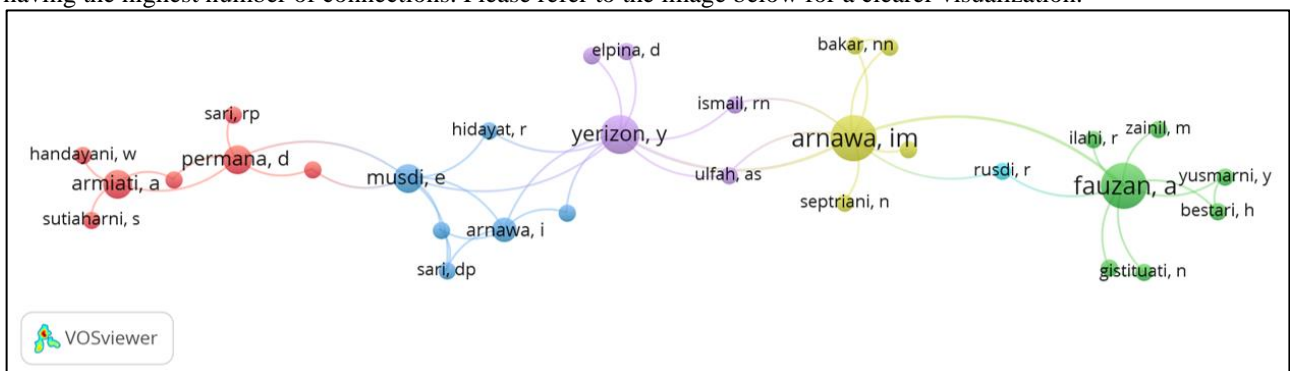 having the highest number of connections. Please refer to the image below for a clearer visualization.
elpina, d
bakar, nn
sari, rp
ismail, rn
hidayat, r
yerizon, y
arnawa, im
ilahi, r
zainil, m
handayani, w
permana, d
armiati, a
musdi, e
ulfah, as
rusdi, r
fauzan, a
yusmarni, y
sutiaharni, s
septriani, n
bestari, h
arnawa, i
sari, dp
gistituati, n
VOSviewer